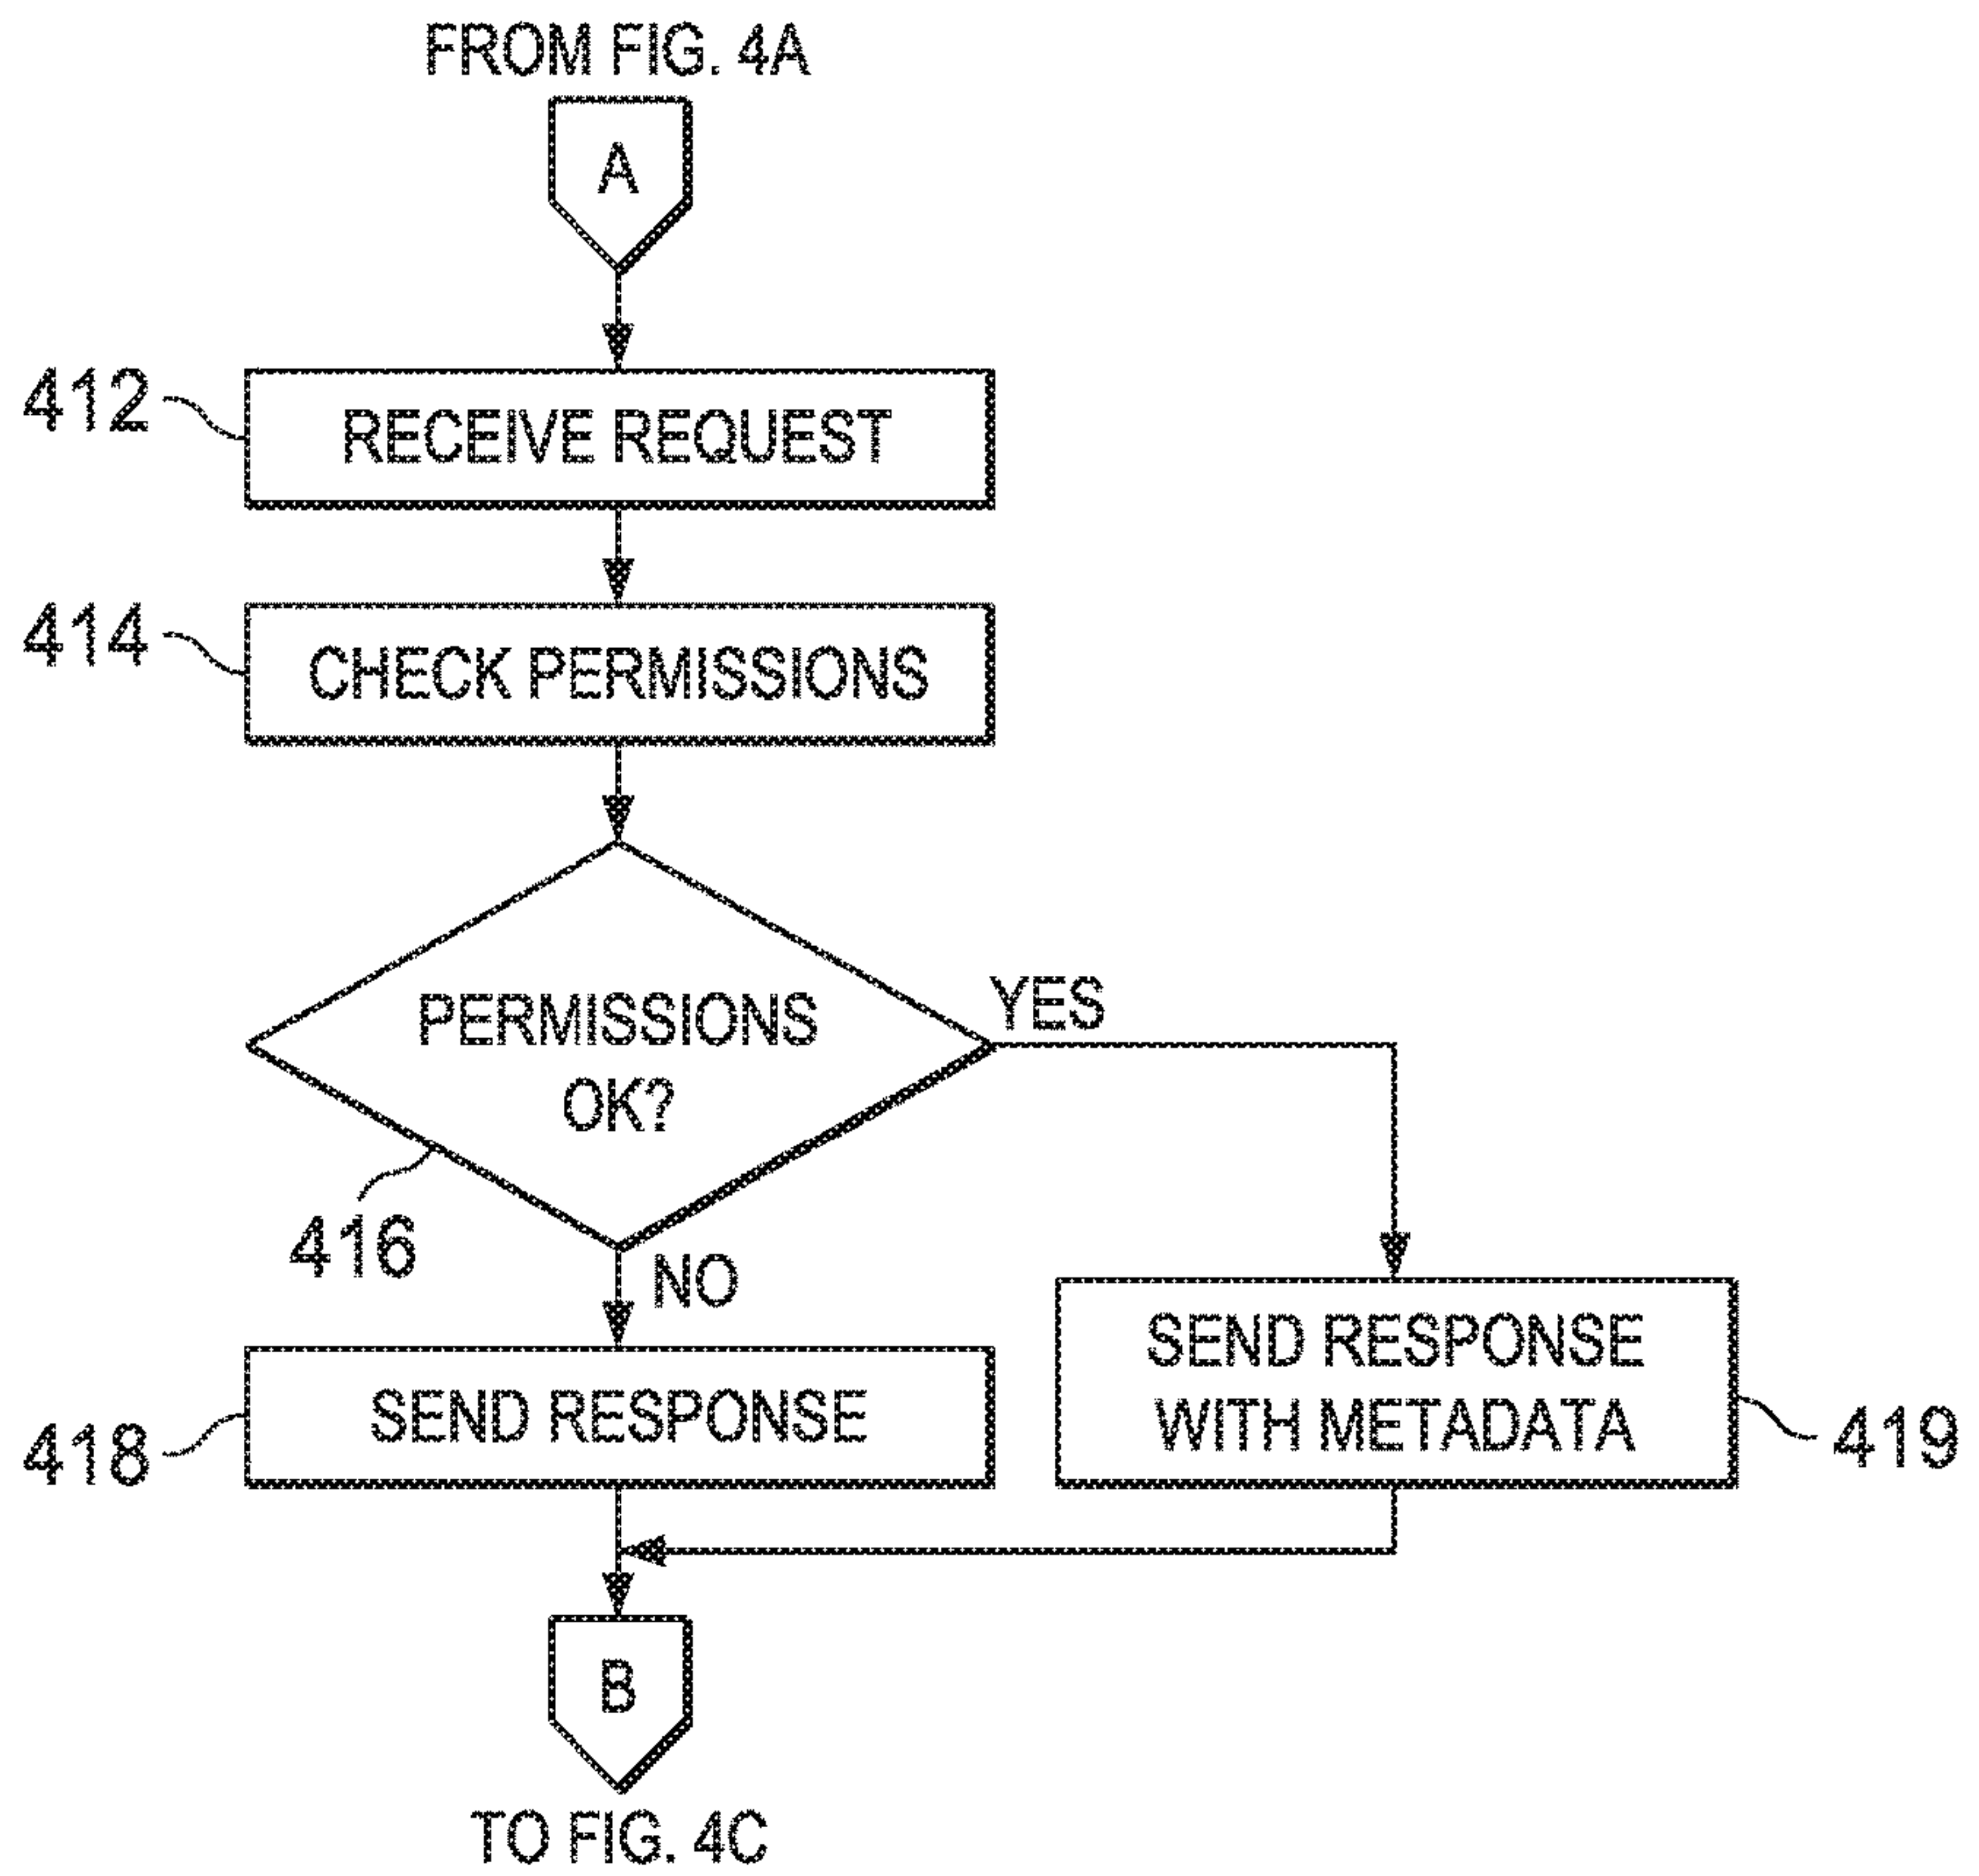 FROM FIG. 4A
A
412
RECEIVE REQUEST
414
CHECK PERMISSIONS
PERMISSIONS
OK?
YES
416
NO
418
SEND RESPONSE
SEND RESPONSE
WITH METADATA
419
B
TO FIG. 4C